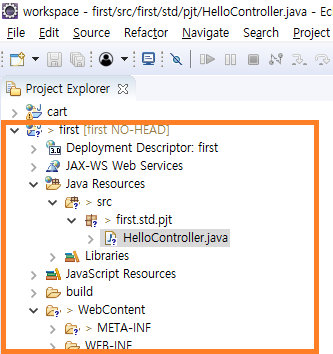 workspace - first/src/first/std/pjt/HelloController.java - Ec
File Edit Source Refactor Navigate Search Project
Project Explorer
cart
> first [first NO-HEAD]
Deployment Descriptor: first
JAX-WS Web Services
Java Resources
> src
> first.std.pjt
HelloController.java
Libraries
JavaScript Resources
build
> WebContent
> META-INF
> WEB-INF